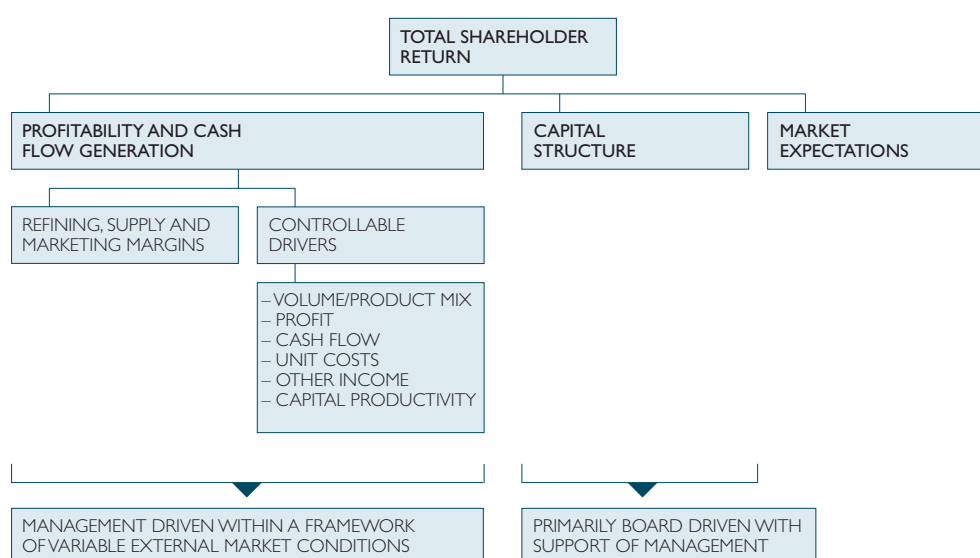 TOTAL SHAREHOLDER
RETURN
PROFITABILITY AND CASH
FLOW GENERATION
CAPITAL
STRUCTURE
MARKET
EXPECTATIONS
REFINING, SUPPLY AND
MARKETING MARGINS
CONTROLLABLE
DRIVERS
– VOLUME/PRODUCT MIX
– PROFIT
– CASH FLOW
– UNIT COSTS
– OTHER INCOME
– CAPITAL PRODUCTIVITY
MANAGEMENT DRIVEN WITHIN A FRAMEWORK
OF VARIABLE EXTERNAL MARKET CONDITIONS
PRIMARILY BOARD DRIVEN WITH
SUPPORT OF MANAGEMENT